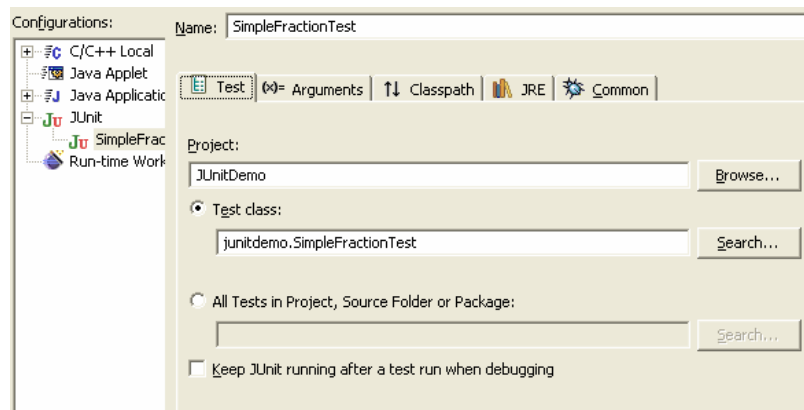 Configurations:
C/C++ Local
Java Applet
Java Applicatic
JUnit
SimpleFrac
Run-time Work
Name: SimpleFractionTest
Test (x)= Arguments Classpath JRE Common
Project:
JUnitDemo Browse...
Test class:
junitdemo.SimpleFractionTest Search...
All Tests in Project, Source Folder or Package:
Search...
Keep JUnit running after a test run when debugging